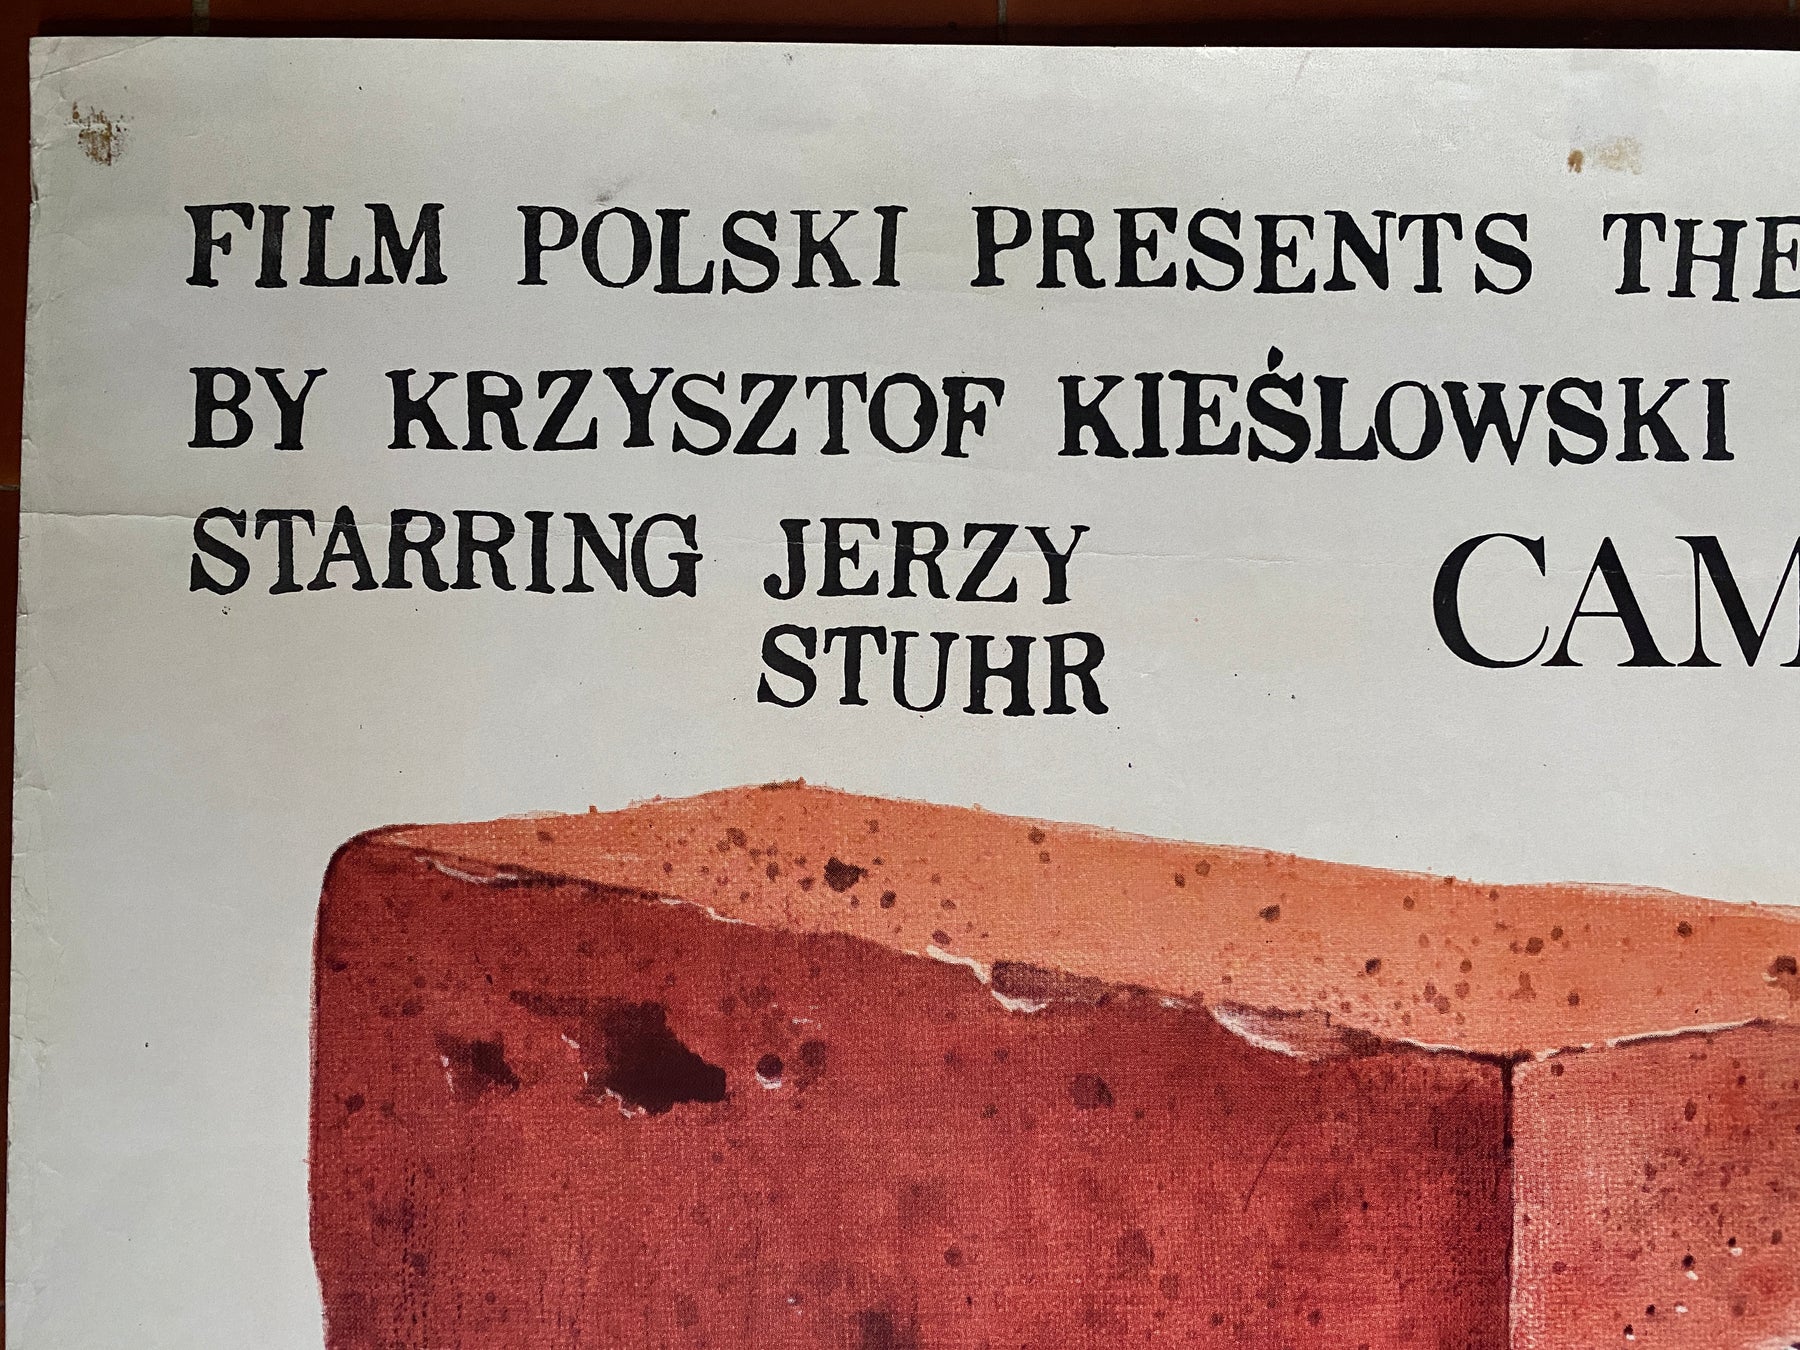 FILM POLSKI PRESENTS THE
BY KRZYSZTOF KIEŚLOWSKI
STARRING JERZY
STUHR
CAM